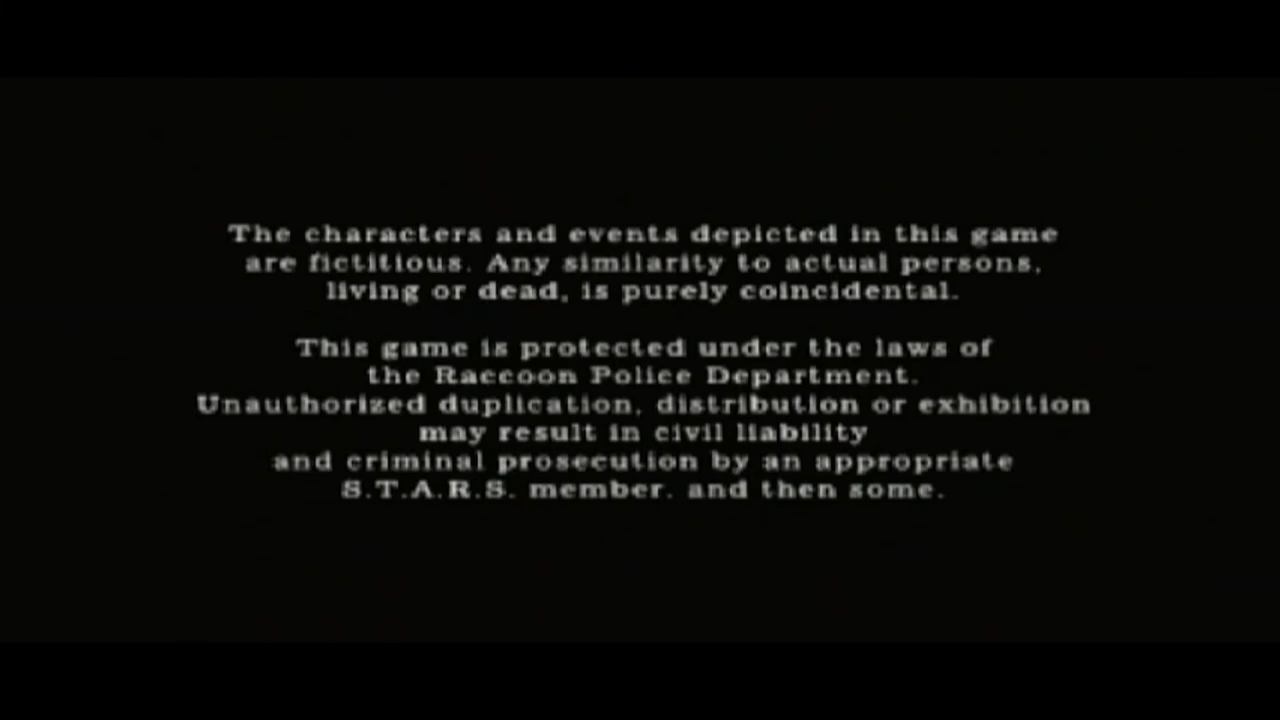 The characters and events depicted in this game
are fictitious. Any similarity to actual persons,
living or dead, is purely coincidental.
This game is protected under the laws of
the Raccoon Police Department.
Unauthorized duplication, distribution or exhibition
may result in civil liability
and criminal prosecution by an appropriate
S.T.A.R.S. member. and then some.